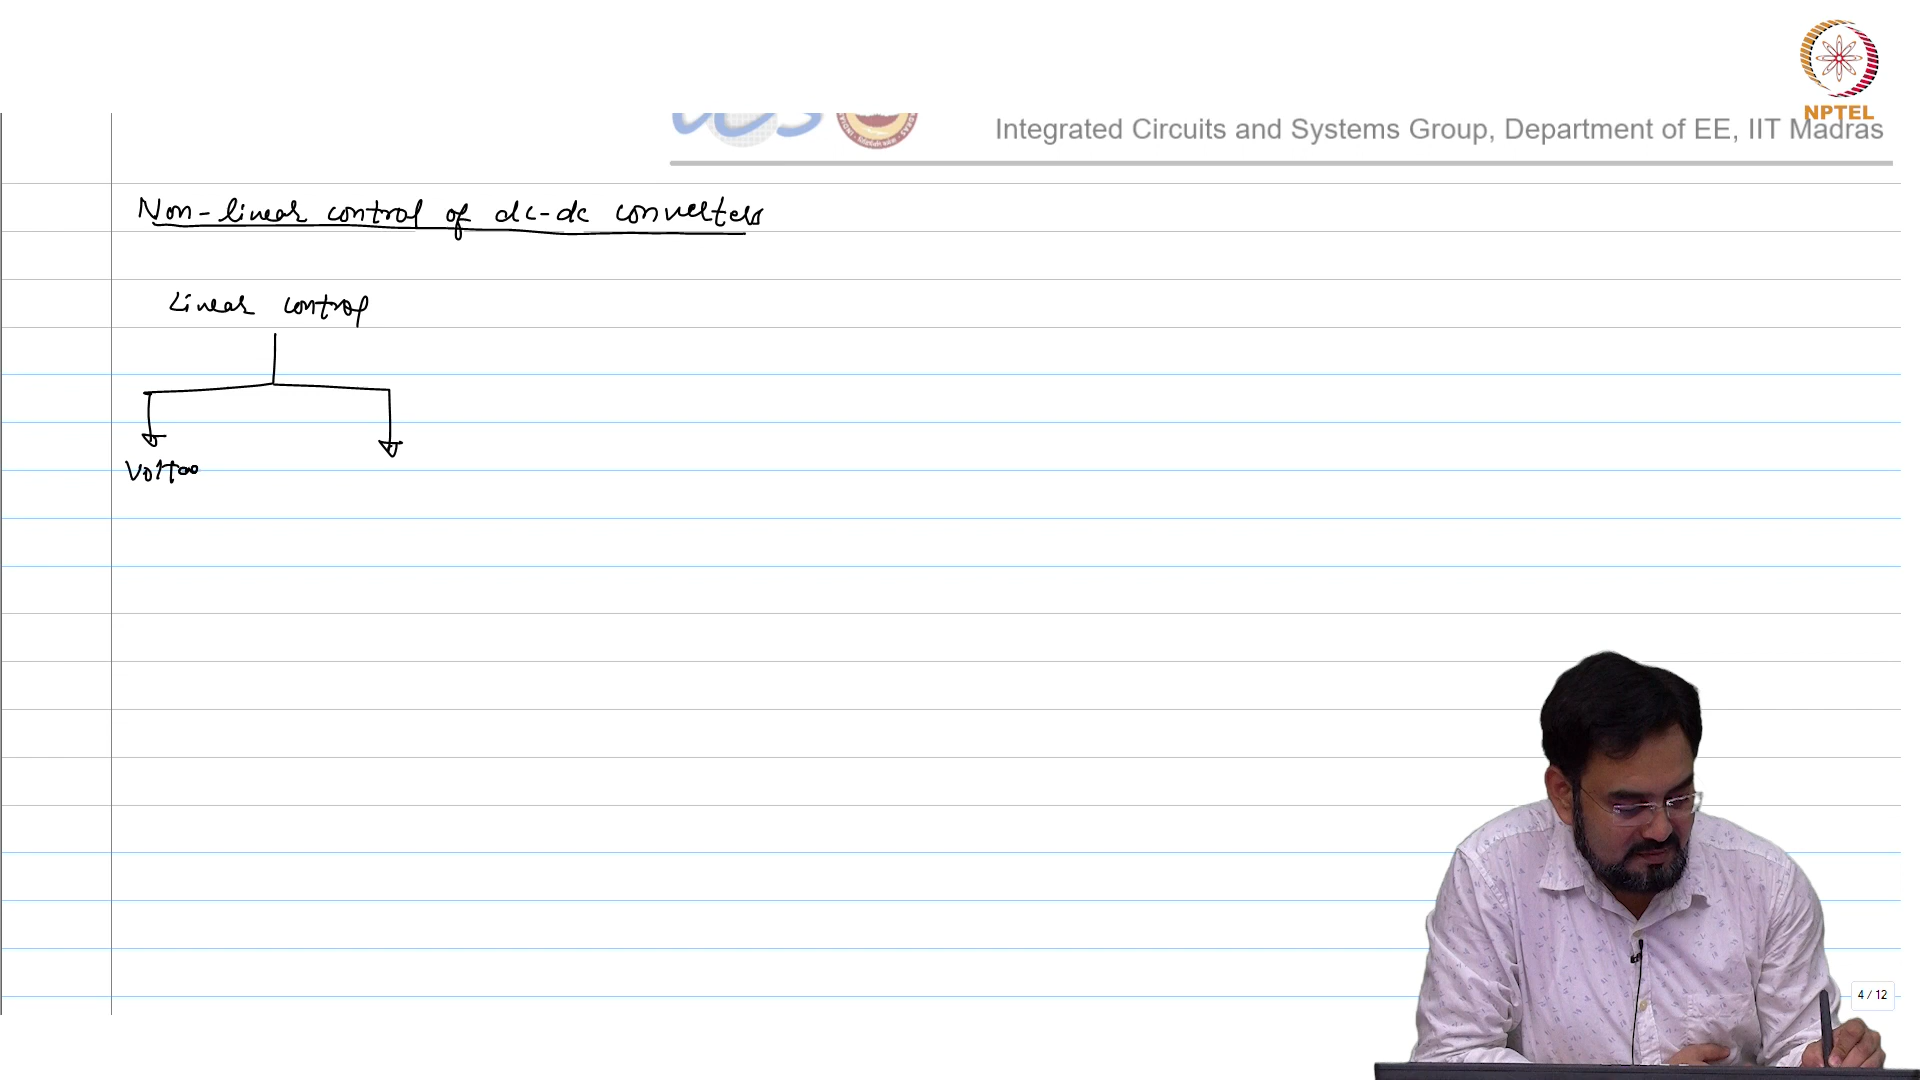 NPTEL
Integrated Circuits and Systems Group, Department of EE, IIT Madras
Non-linear control of dc-dc converters
Linear control
4 / 12